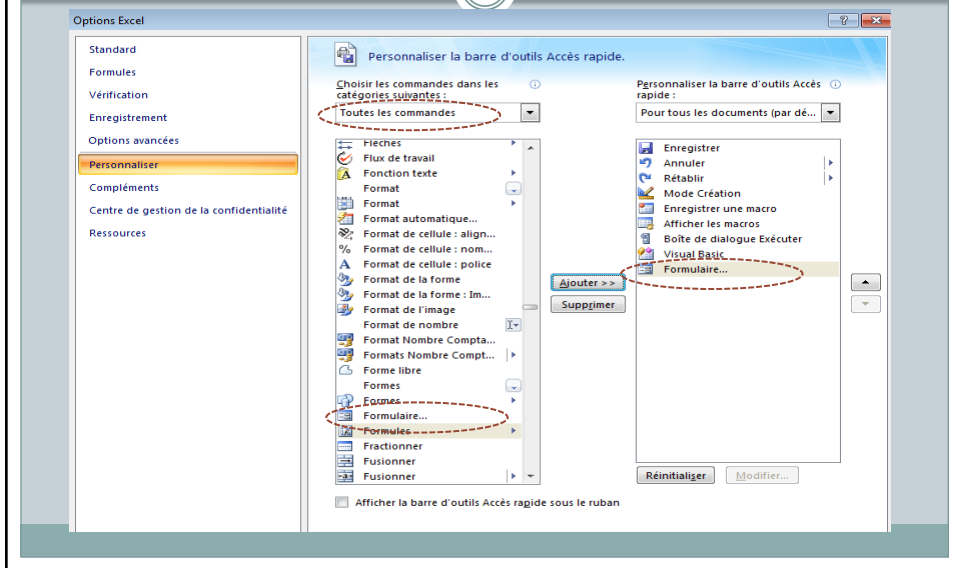 Options Excel
Standard
Formules
Vérification
Enregistrement
Options avancées
Personnaliser
Compléments
Centre de gestion de la confidentialité
Ressources
Personnaliser la barre d'outils Accès rapide.
Choisir les commandes dans les
catégories suivantes :
Toutes les commandes
Flèches
Flux de travail
Fonction texte
Format
Format
Format automatique...
Format de cellule : align...
Format de cellule : nom...
Format de cellule : police
Format de la forme
Format de la forme : Im...
Format de l'image
Format de nombre
Format Nombre Compta...
Formats Nombre Compt...
Forme libre
Formes
Formes
Formulaire...
Formules
Fractionner
Fusionner
Fusionner
Ajouter >>
Supprimer
Personnaliser la barre d'outils Accès
rapide :
Pour tous les documents (par dé...
Enregistrer
Annuler
Rétablir
Mode Création
Enregistrer une macro
Afficher les macros
Boîte de dialogue Exécuter
Visual Basic
Formulaire...
Réinitialiser
Modifier...
Afficher la barre d'outils Accès rapide sous le ruban